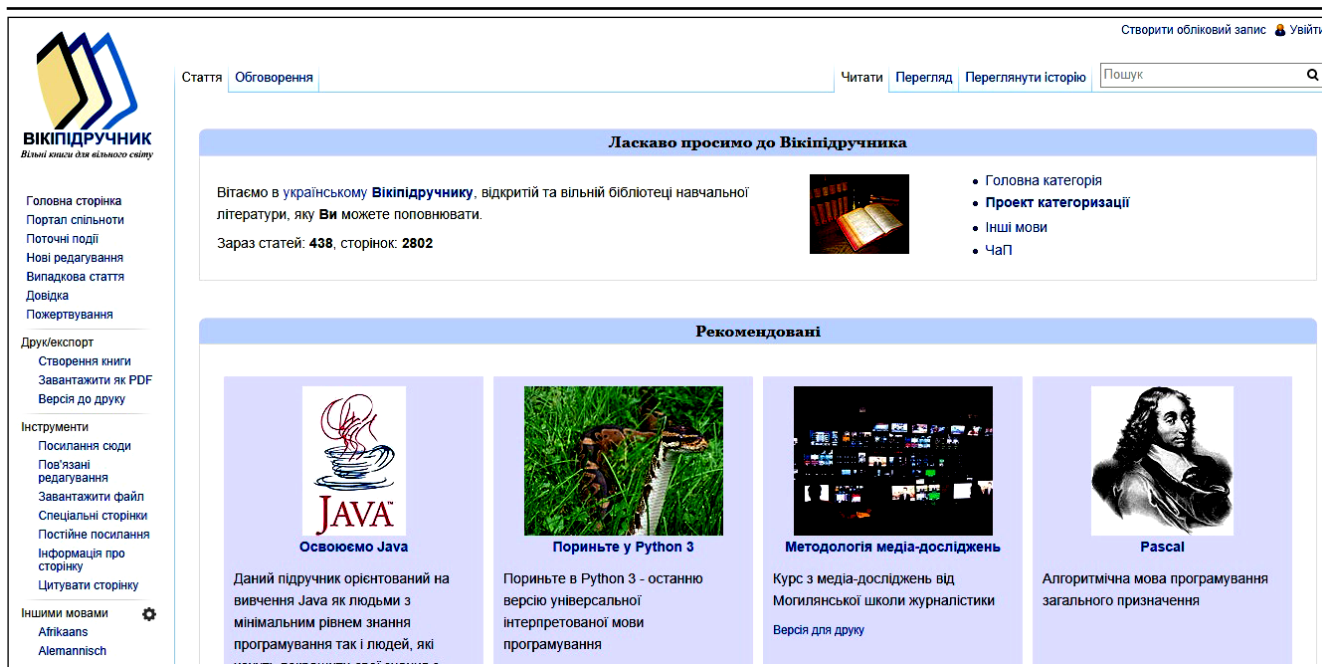 Створити обліковий запис Увійти
Стаття Обговорення
Читати Перегляд Переглянути історію Пошук
ВІКІПІДРУЧНИК
Вільні книги для вільного світу
Головна сторінка
Портал спільноти
Поточні події
Нові редагування
Випадкова стаття
Довідка
Пожертвування
Друк/експорт
Створення книги
Завантажити як PDF
Версія до друку
Інструменти
Посилання сюди
Пов'язані
редагування
Завантажити файл
Спеціальні сторінки
Постійне посилання
Інформація про
сторінку
Цитувати сторінку
Іншими мовами
Afrikaans
Alemannisch
Ласкаво просимо до Вікіпідручника
Вітаємо в українському Вікіпідручнику, відкритій та вільній бібліотеці навчальної
літератури, яку Ви можете поповнювати.
Зараз статей: 438, сторінок: 2802
Головна категорія
Проект категоризації
Інші мови
ЧаП
Рекомендовані
JAVA™
Освоюємо Java
Даний підручник орієнтований на
вивчення Java як людьми з
мінімальним рівнем знання
програмування так і людей, які
Пориньте у Python 3
Пориньте в Python 3 - останню
версію універсальної
інтерпретованої мови
програмування
Методологія медіа-досліджень
Курс з медіа-досліджень від
Могилянської школи журналістики
Версія для друку
Pascal
Алгоритмічна мова програмування
загального призначення